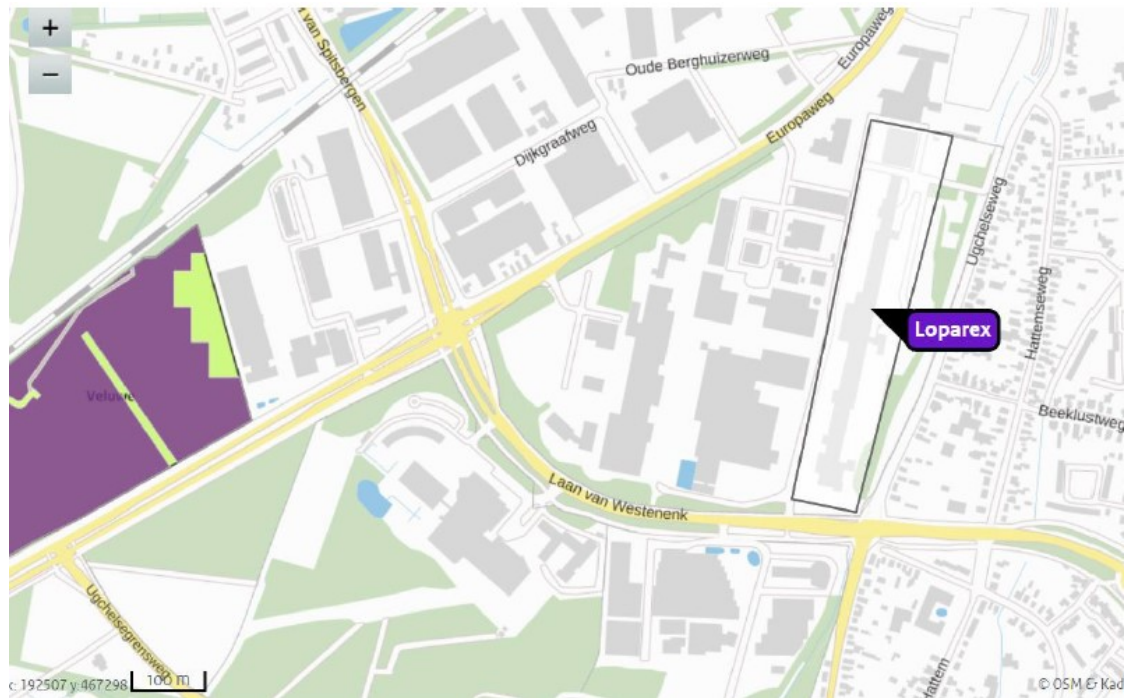 +
−
van Spitsbergen
Oude Berghuizerweg
Europaweg
Europaweg
Dijkgraafweg
Ugchelseweg
Loparex
Hattemseweg
Veluwe
Beeklustweg
Laan van Westenenk
Ugchelsegrensweg
Hattem
x: 192507 y:467298
100 m
© OSM & Kad